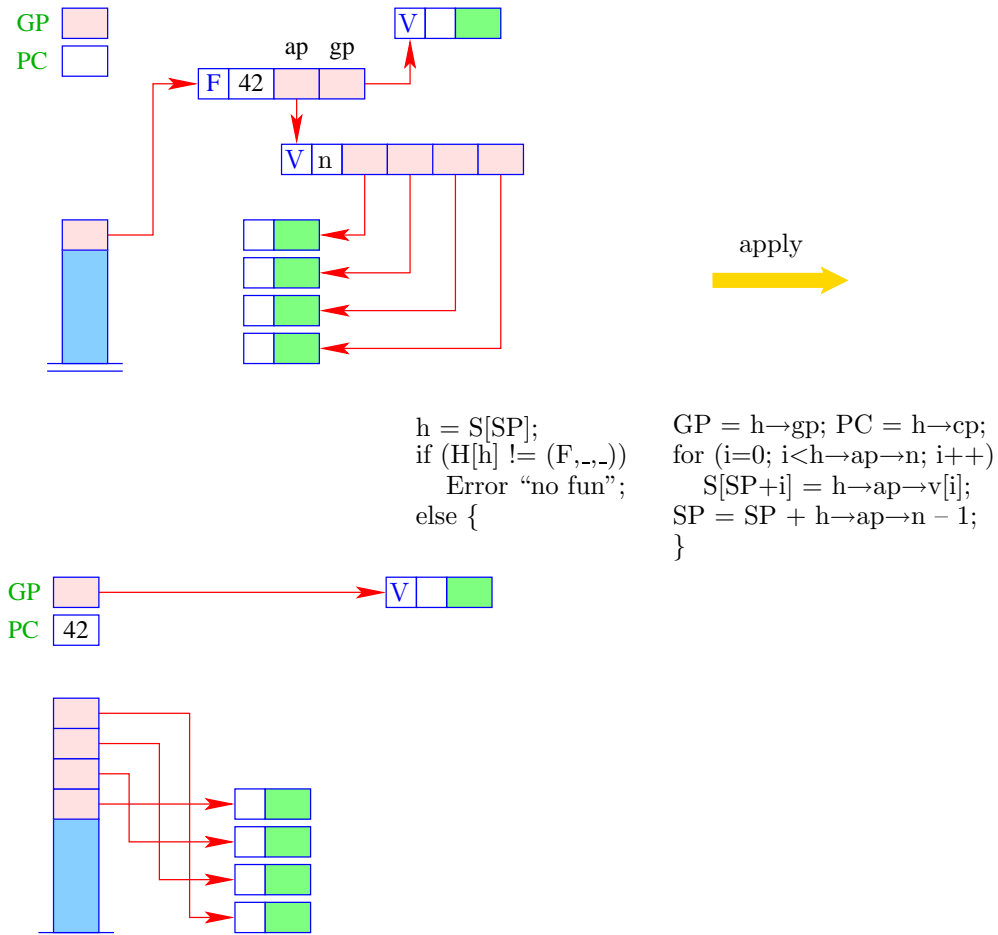 GP
PC
ap gp
V
F 42
V n
apply
h = S[SP];
if (H[h] != (F,_,_))
Error “no fun”;
else {
GP = h→gp; PC = h→cp;
for (i=0; i<h→ap→n; i++)
S[SP+i] = h→ap→v[i];
SP = SP + h→ap→n – 1;
}
GP
V
PC 42